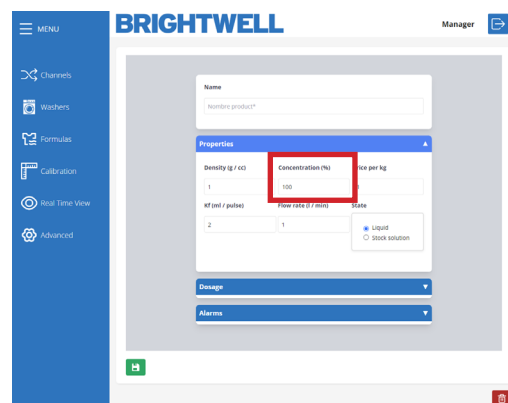 MENU
BRIGHTWELL
Manager
Channels
Washers
Formulas
Calibration
Real Time View
Advanced
Name
Nombre product*
Properties
Density (g / cc) Concentration (%) rice per kg
1 100
Kf (ml / pulse) Flow rate (l / min) State
2 1
Liquid
Stock solution
Dosage
Alarms